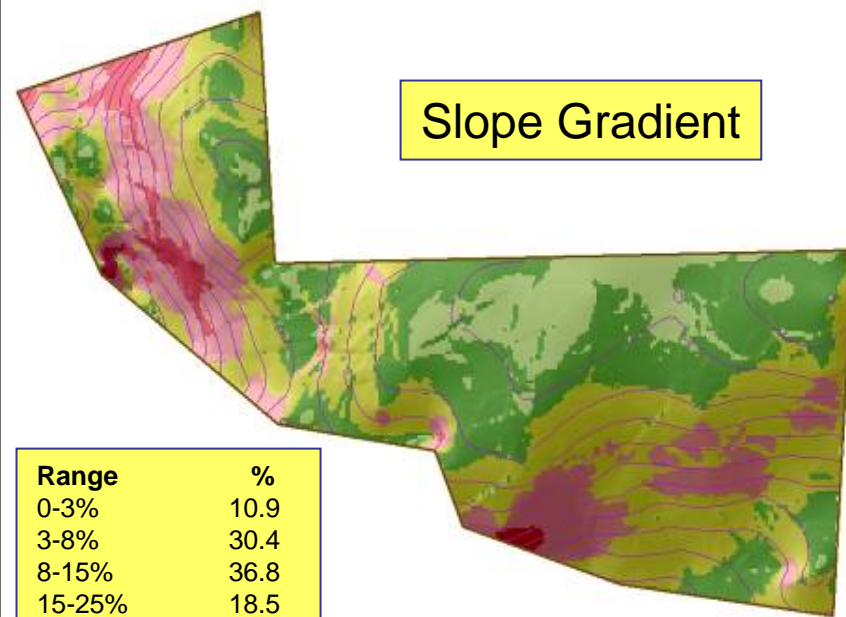 Slope Gradient
Range %
0-3% 10.9
3-8% 30.4
8-15% 36.8
15-25% 18.5